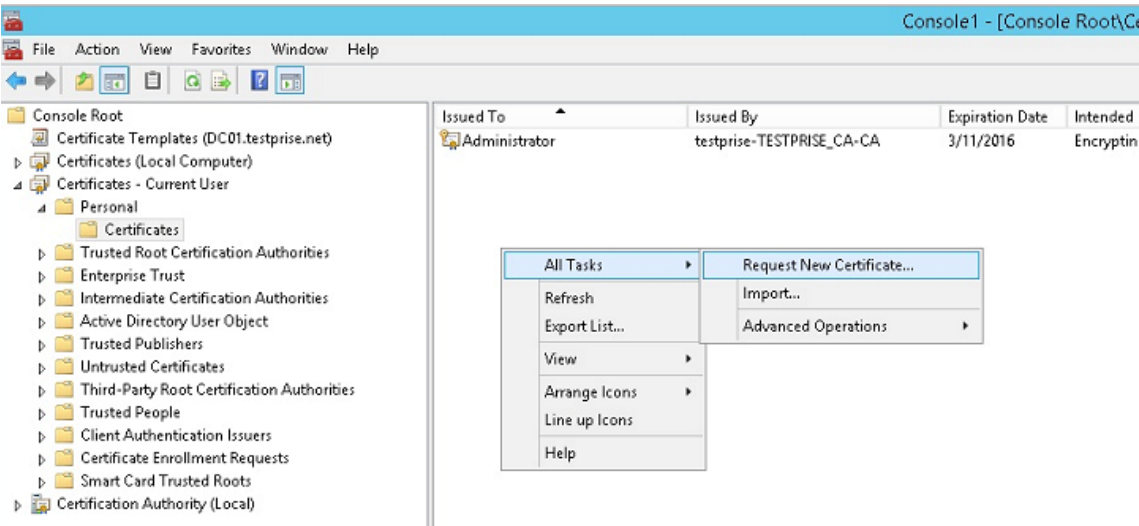 Console1 - [Console Root\Ce
File Action View Favorites Window Help
Console Root
Certificate Templates (DC01.testprise.net)
Certificates (Local Computer)
Certificates - Current User
Personal
Certificates
Trusted Root Certification Authorities
Enterprise Trust
Intermediate Certification Authorities
Active Directory User Object
Trusted Publishers
Untrusted Certificates
Third-Party Root Certification Authorities
Trusted People
Client Authentication Issuers
Certificate Enrollment Requests
Smart Card Trusted Roots
Certification Authority (Local)
Issued To Issued By Expiration Date Intended
Administrator testprise-TESTPRISE_CA-CA 3/11/2016 Encryptin
All Tasks
Refresh
Export List...
View
Arrange Icons
Line up Icons
Help
Request New Certificate...
Import...
Advanced Operations